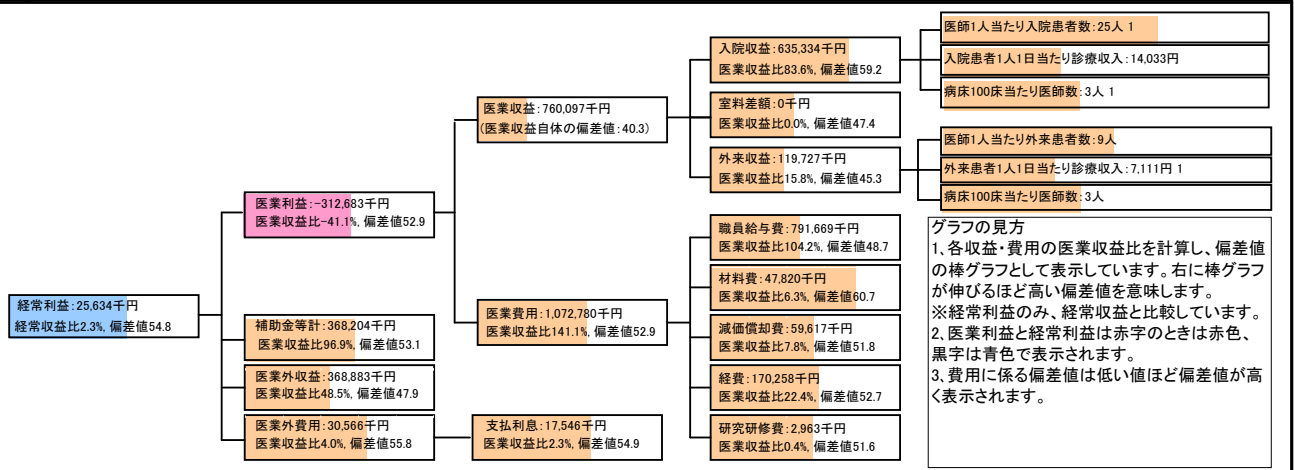 経常利益:25,634千円
経常収益比2.3%, 偏差値54.8
医業利益:-312,683千円
医業収益比-41.1%, 偏差値52.9
補助金等計:368,204千円
医業収益比96.9%, 偏差値53.1
医業外収益:368,883千円
医業収益比48.5%, 偏差値47.9
医業外費用:30,566千円
医業収益比4.0%, 偏差値55.8
支払利息:17,546千円
医業収益比2.3%, 偏差値54.9
医業収益:760,097千円
(医業収益自体の偏差値:40.3)
医業費用:1,072,780千円
医業収益比141.1%, 偏差値52.9
入院収益:635,334千円
医業収益比83.6%, 偏差値59.2
室料差額:0千円
医業収益比0.0%, 偏差値47.4
外来収益:119,727千円
医業収益比15.8%, 偏差値45.3
職員給与費:791,669千円
医業収益比104.2%, 偏差値48.7
材料費:47,820千円
医業収益比6.3%, 偏差値60.7
減価償却費:59,617千円
医業収益比7.8%, 偏差値51.8
経費:170,258千円
医業収益比22.4%, 偏差値52.7
研究研修費:2,963千円
医業収益比0.4%, 偏差値51.6
医師1人当たり入院患者数:25人 1
入院患者1人1日当たり診療収入:14,033円
病床100床当たり医師数:3人 1
医師1人当たり外来患者数:9人
外来患者1人1日当たり診療収入:7,111円 1
病床100床当たり医師数:3人
グラフの見方
1、各収益・費用の医業収益比を計算し、偏差値
の棒グラフとして表示しています。右に棒グラフ
が伸びるほど高い偏差値を意味します。
※経常利益のみ、経常収益と比較しています。
2、医業利益と経常利益は赤字のときは赤色、
黒字は青色で表示されます。
3、費用に係る偏差値は低い値ほど偏差値が高
く表示されます。